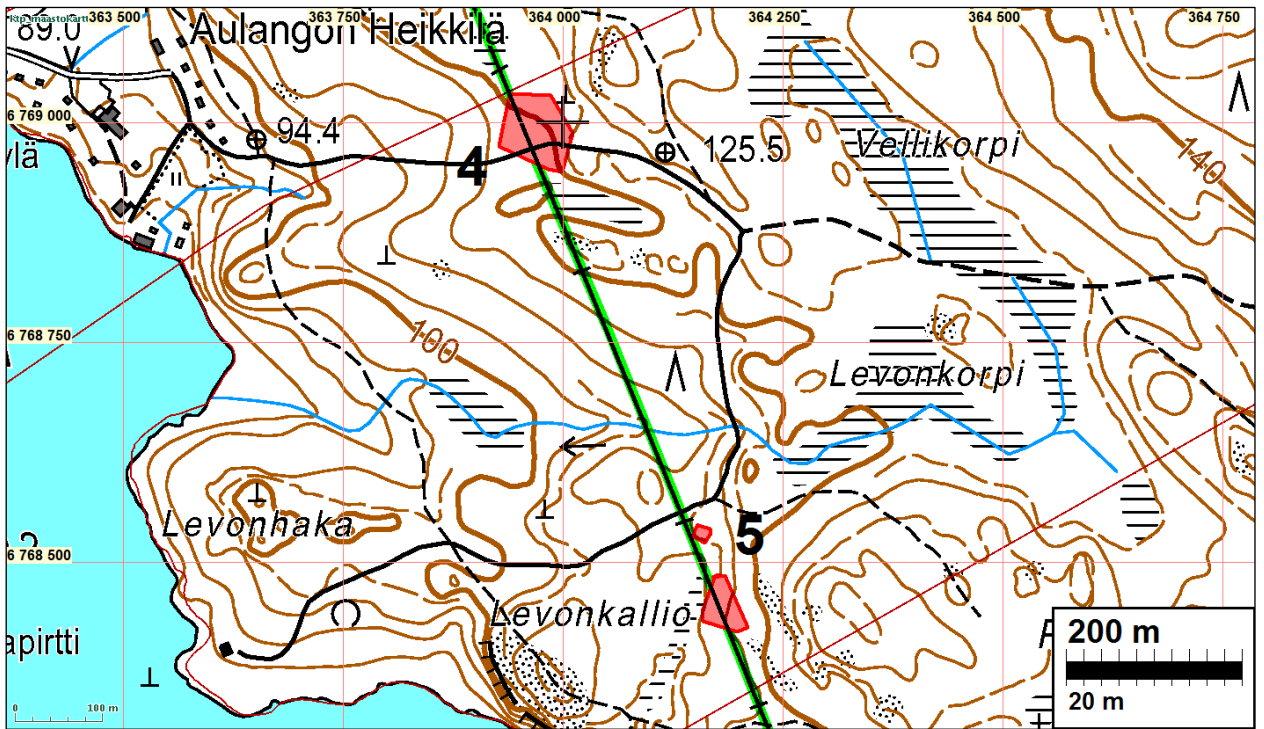 ktp_maastokartt
363 500
363 750
364 000
364 250
364 500
364 750
89.0
Aulangon Heikkilä
6 769 000
94.4
125.5
Vellikorpi
ylä
4
140
6 768 750
100
Levonkorpi
Levonhaka
5
6 768 500
Levonkallio
apirtti
200 m
20 m
0 100 m